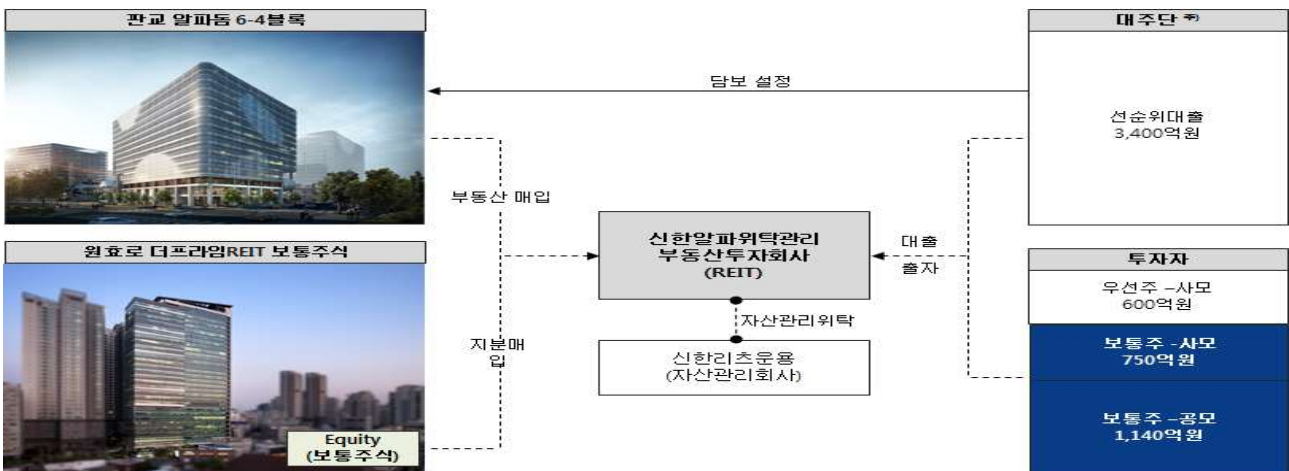 판교 알파돔 6-4블록
대주단 주)
담보 설정
선순위대출
3,400억원
부동산 매입
원효로 더프라임REIT 보통주식
신한알파위탁관리
부동산투자회사
(REIT)
대출
출자
투자자
우선주 –사모
600억원
자산관리위탁
보통주 -사모
750억원
지분매
입
신한리츠운용
(자산관리회사)
보통주 –공모
1,140억원
Equity
(보통주식)